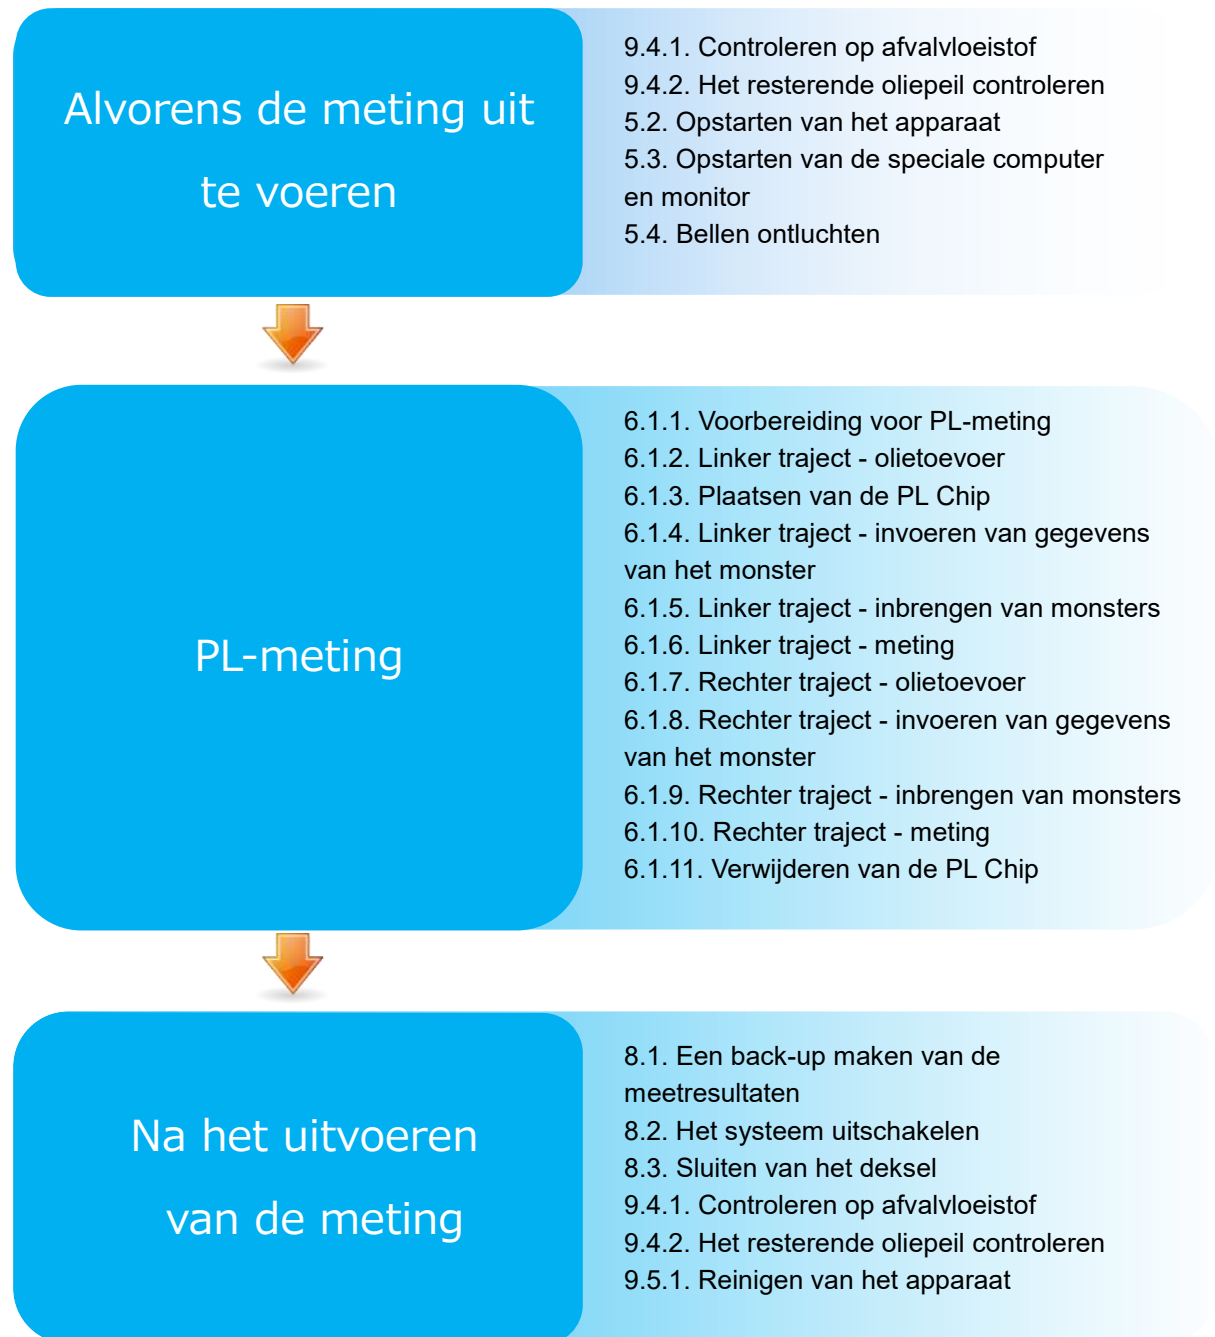 Alvorens de meting uit
te voeren
9.4.1. Controleren op afvalvloeistof
9.4.2. Het resterende oliepeil controleren
5.2. Opstarten van het apparaat
5.3. Opstarten van de speciale computer
en monitor
5.4. Bellen ontluchten
PL-meting
6.1.1. Voorbereiding voor PL-meting
6.1.2. Linker traject - olietoevoer
6.1.3. Plaatsen van de PL Chip
6.1.4. Linker traject - invoeren van gegevens
van het monster
6.1.5. Linker traject - inbrengen van monsters
6.1.6. Linker traject - meting
6.1.7. Rechter traject - olietoevoer
6.1.8. Rechter traject - invoeren van gegevens
van het monster
6.1.9. Rechter traject - inbrengen van monsters
6.1.10. Rechter traject - meting
6.1.11. Verwijderen van de PL Chip
Na het uitvoeren
van de meting
8.1. Een back-up maken van de
meetresultaten
8.2. Het systeem uitschakelen
8.3. Sluiten van het deksel
9.4.1. Controleren op afvalvloeistof
9.4.2. Het resterende oliepeil controleren
9.5.1. Reinigen van het apparaat